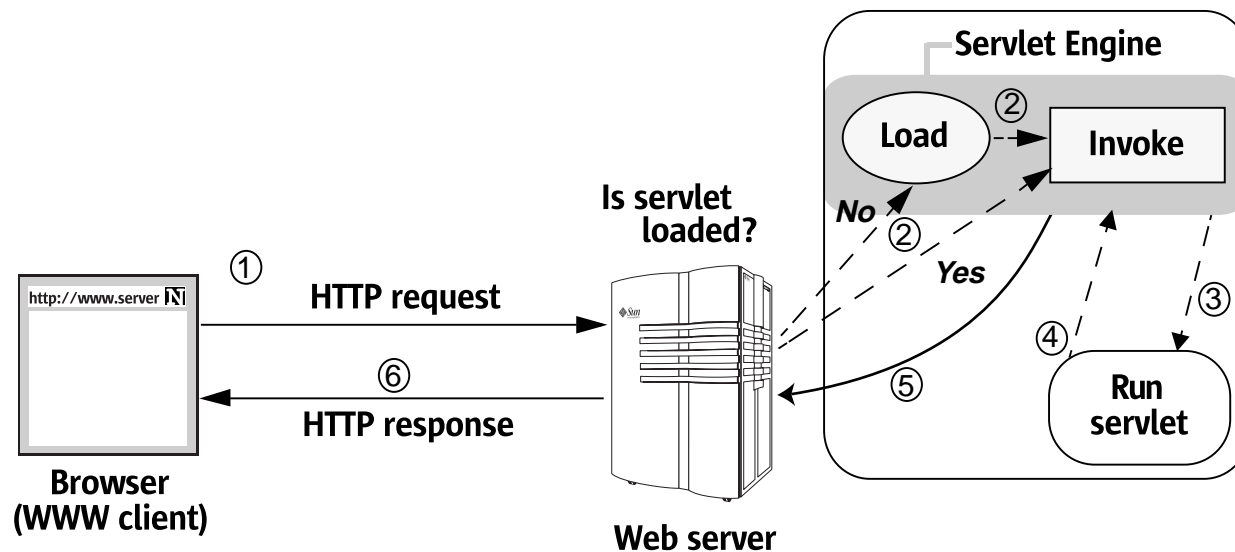 Servlet Engine
②
Load
Invoke
Is servlet
loaded?
No
②
Yes
①
http://www.server N
HTTP request
Sun
③
④
⑥
⑤
Run
servlet
HTTP response
Browser
(WWW client)
Web server